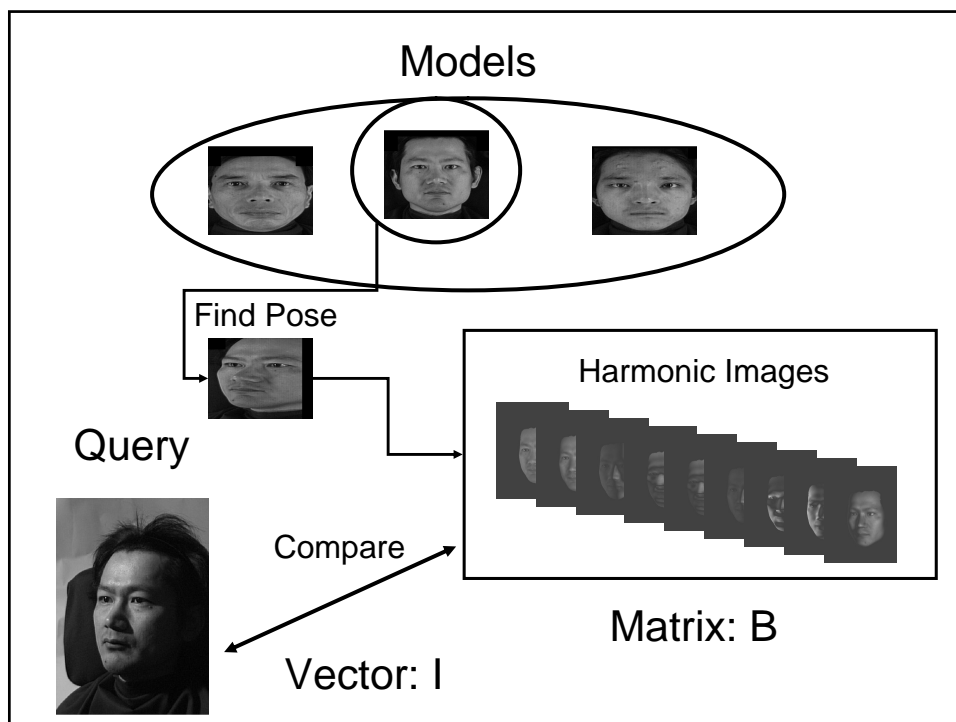 Models
Find Pose
Harmonic Images
Query
Compare
Matrix: B
Vector: I